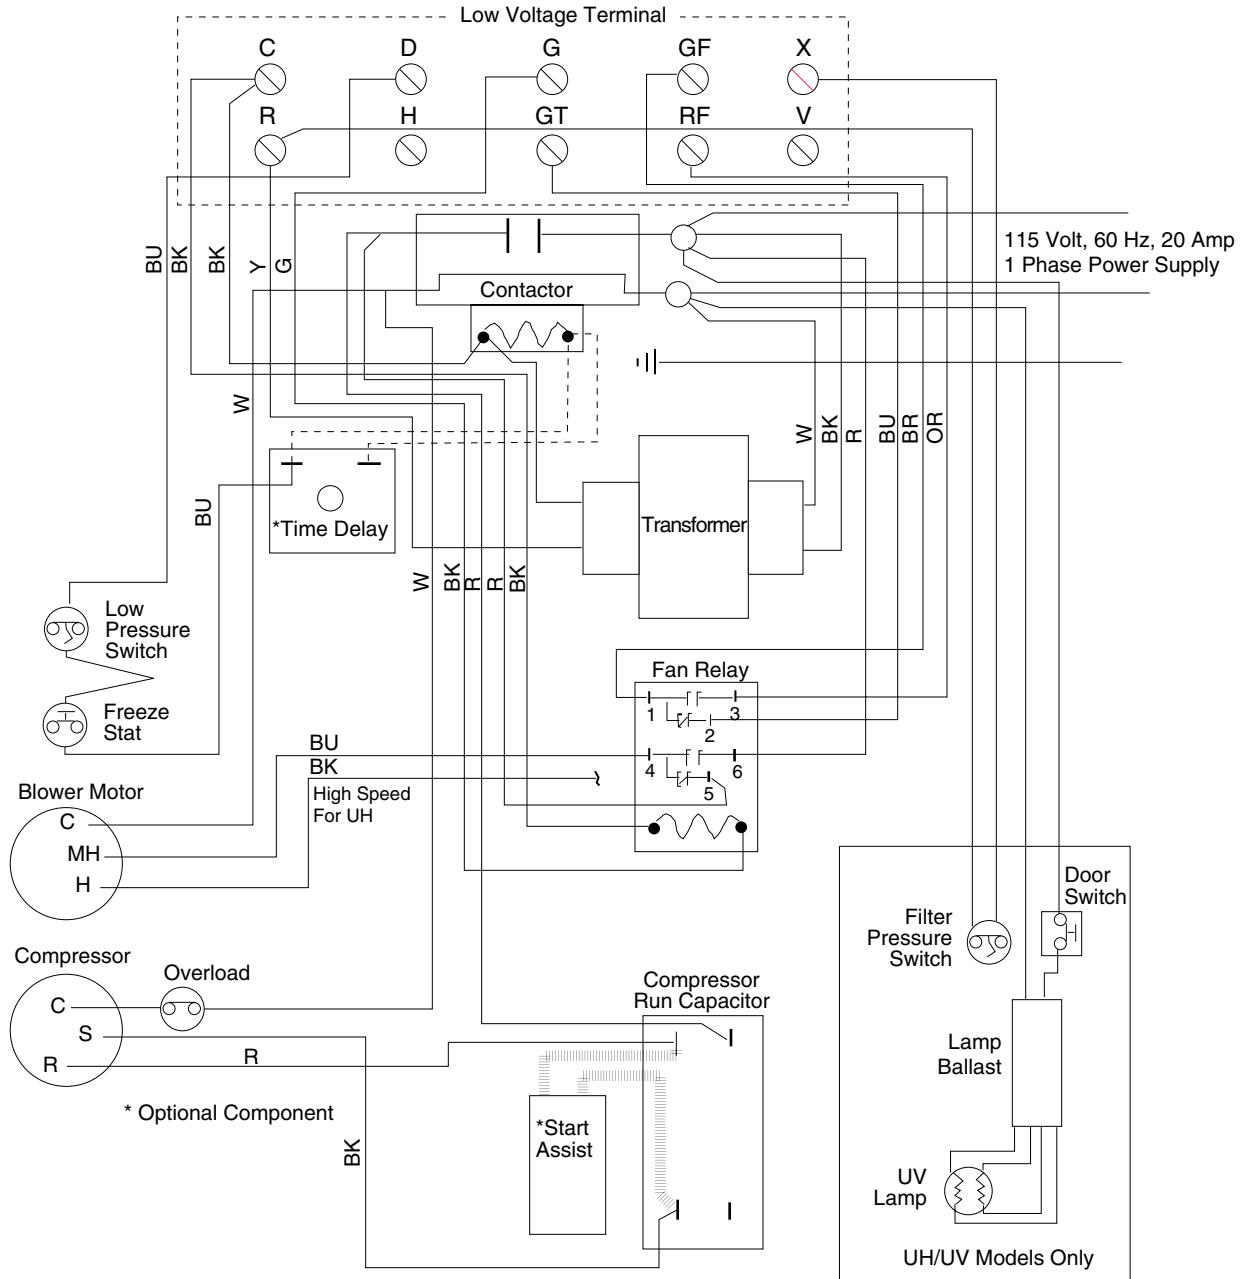 Low Voltage Terminal
C D G GF X
R H GT RF V
115 Volt, 60 Hz, 20 Amp
1 Phase Power Supply
BU BK BK Y G
Contactor
W
W BK R BU BR OR
BU
*Time Delay
Transformer
W BK R R BK
Low
Pressure
Switch
Freeze
Stat
Fan Relay
1 3
2
4 6
5
BU
BK
High Speed
For UH
Blower Motor
C
MH
H
Door
Switch
Filter
Pressure
Switch
Compressor
Overload
C
S
R
R
Compressor
Run Capacitor
Lamp
Ballast
* Optional Component
BK
*Start
Assist
UV
Lamp
UH/UV Models Only